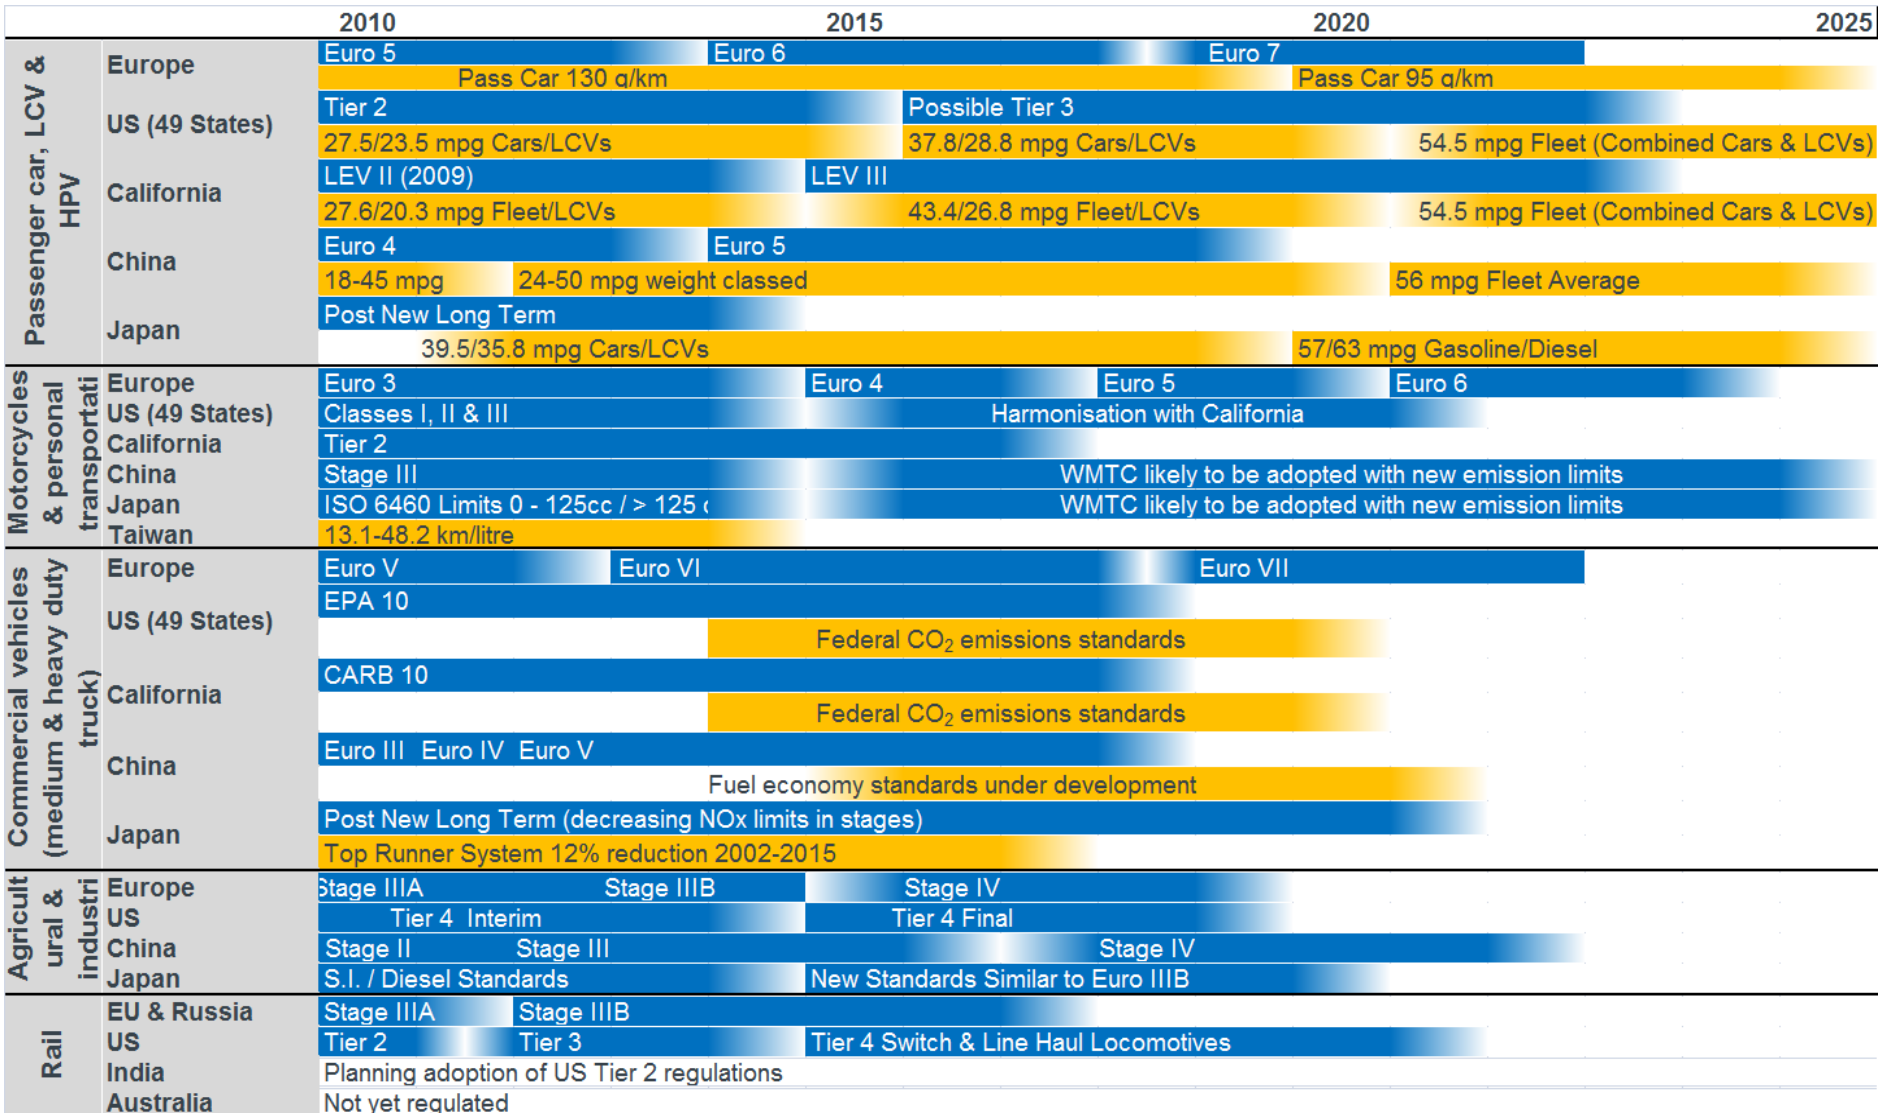 2010 2015 2020 2025
Passenger car, LCV &
HPV
Europe
Euro 5 Euro 6 Euro 7
Pass Car 130 g/km Pass Car 95 g/km
US (49 States)
Tier 2 Possible Tier 3
27.5/23.5 mpg Cars/LCVs 37.8/28.8 mpg Cars/LCVs 54.5 mpg Fleet (Combined Cars & LCVs)
California
LEV II (2009) LEV III
27.6/20.3 mpg Fleet/LCVs 43.4/26.8 mpg Fleet/LCVs 54.5 mpg Fleet (Combined Cars & LCVs)
China
Euro 4 Euro 5
18-45 mpg 24-50 mpg weight classed 56 mpg Fleet Average
Japan
Post New Long Term
39.5/35.8 mpg Cars/LCVs 57/63 mpg Gasoline/Diesel
Motorcycles
& personal
transportati
Europe Euro 3 Euro 4 Euro 5 Euro 6
US (49 States) Classes I, II & III Harmonisation with California
California Tier 2
China Stage III WMTC likely to be adopted with new emission limits
Japan ISO 6460 Limits 0 - 125cc / > 125 c WMTC likely to be adopted with new emission limits
Taiwan 13.1-48.2 km/litre
Commercial vehicles
(medium & heavy duty
truck)
Europe Euro V Euro VI Euro VII
US (49 States)
EPA 10
Federal CO₂ emissions standards
California
CARB 10
Federal CO₂ emissions standards
China
Euro III Euro IV Euro V
Fuel economy standards under development
Japan
Post New Long Term (decreasing NOx limits in stages)
Top Runner System 12% reduction 2002-2015
Agricult
ural &
industri
Europe Stage IIIA Stage IIIB Stage IV
US Tier 4 Interim Tier 4 Final
China Stage II Stage III Stage IV
Japan S.I. / Diesel Standards New Standards Similar to Euro IIIB
Rail
EU & Russia Stage IIIA Stage IIIB
US Tier 2 Tier 3 Tier 4 Switch & Line Haul Locomotives
India Planning adoption of US Tier 2 regulations
Australia Not yet regulated